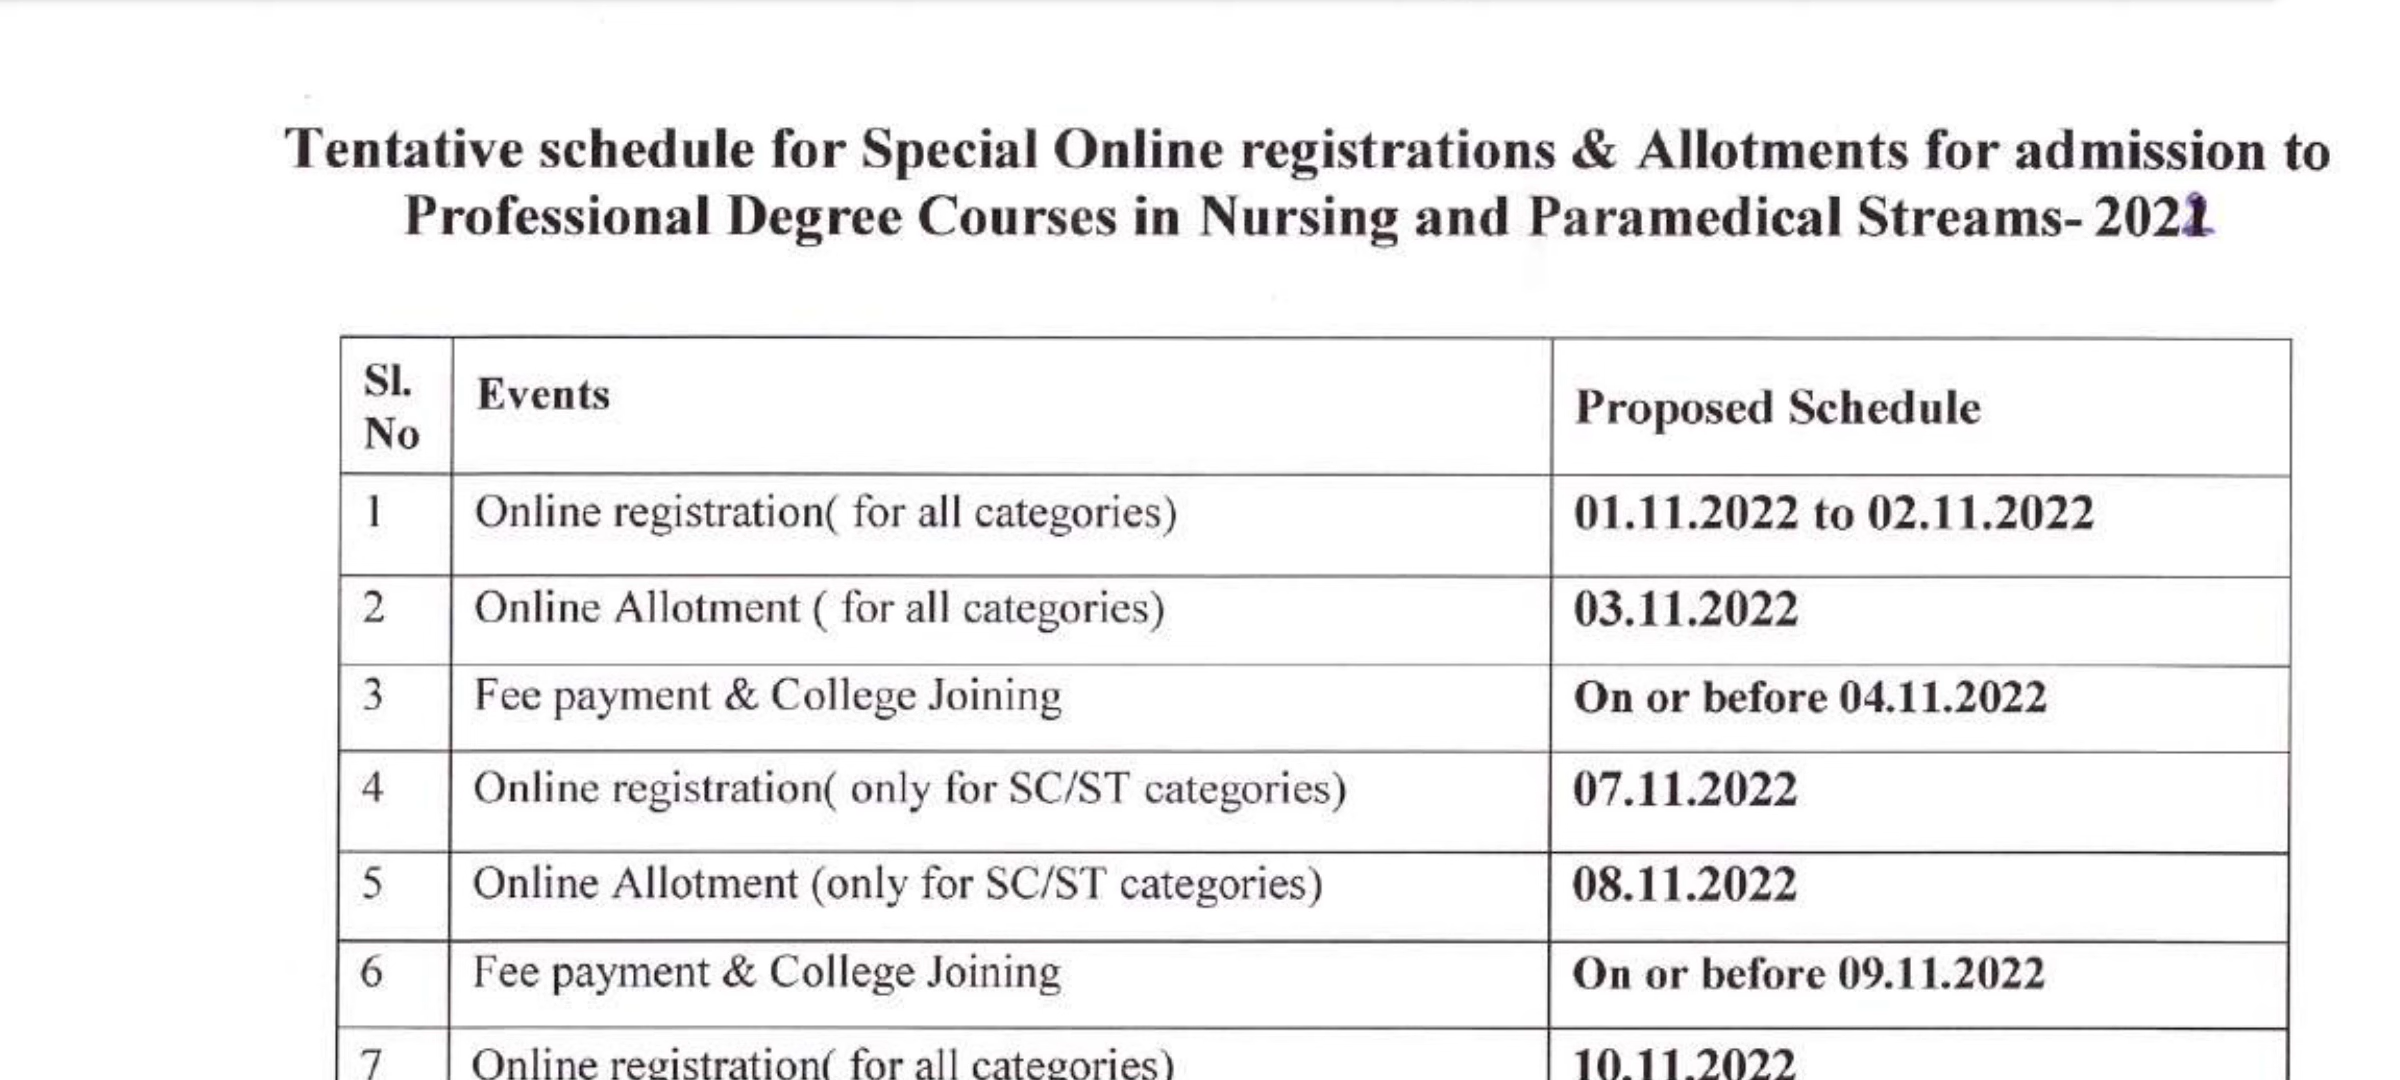 Tentative schedule for Special Online registrations & Allotments for admission to
Professional Degree Courses in Nursing and Paramedical Streams- 2021
Sl. No Events Proposed Schedule
1 Online registration( for all categories) 01.11.2022 to 02.11.2022
2 Online Allotment ( for all categories) 03.11.2022
3 Fee payment & College Joining On or before 04.11.2022
4 Online registration( only for SC/ST categories) 07.11.2022
5 Online Allotment (only for SC/ST categories) 08.11.2022
6 Fee payment & College Joining On or before 09.11.2022
7 Online registration( for all categories) 10.11.2022